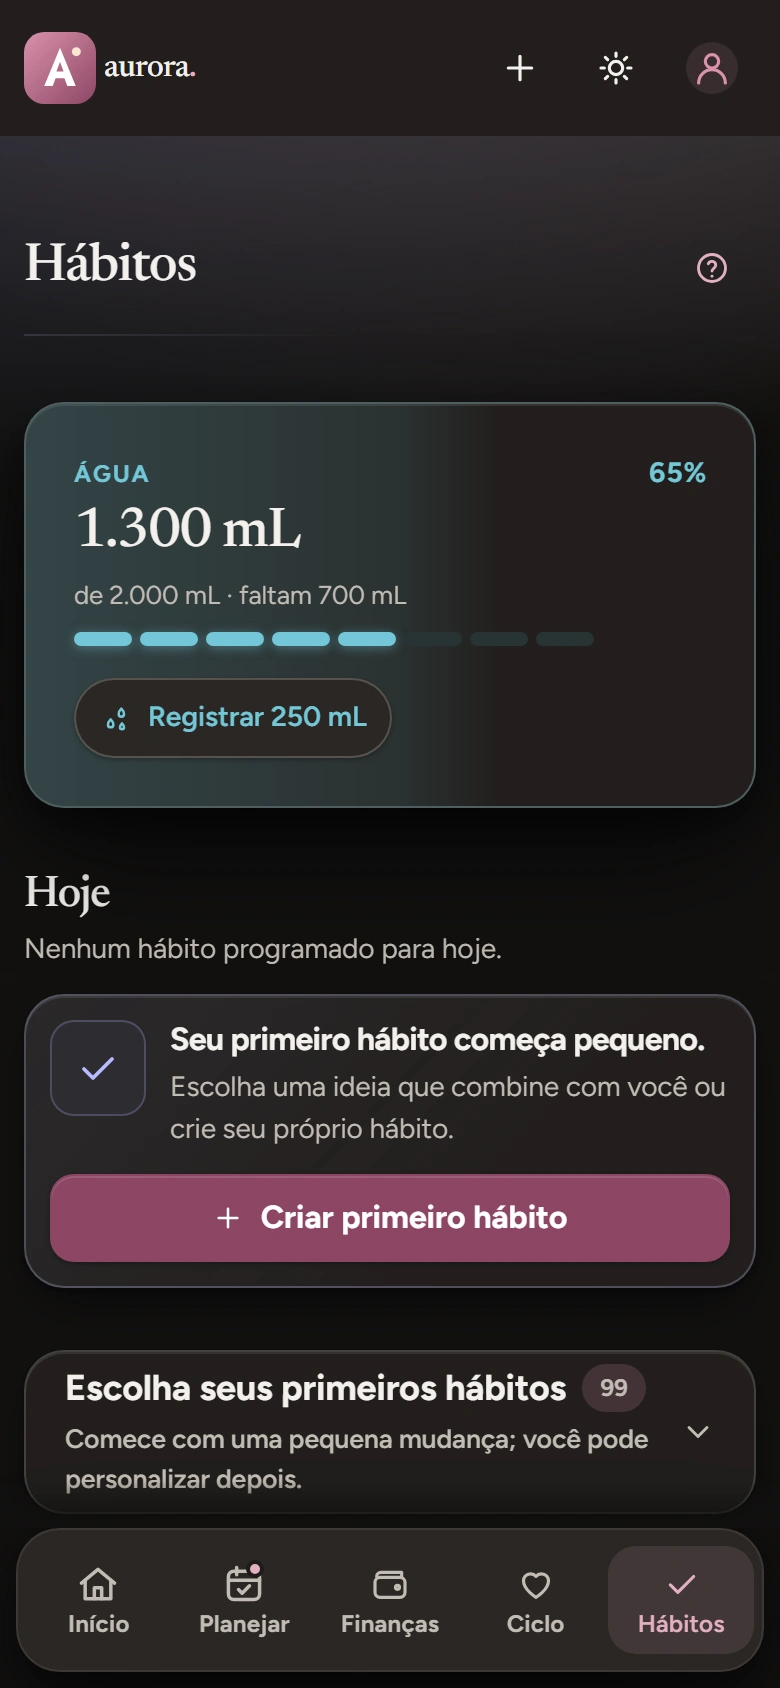 A
aurora.
Hábitos
ÁGUA
65%
1.300 mL
de 2.000 mL · faltam 700 mL
Registrar 250 mL
Hoje
Nenhum hábito programado para hoje.
Seu primeiro hábito começa pequeno.
Escolha uma ideia que combine com você ou
crie seu próprio hábito.
+ Criar primeiro hábito
Escolha seus primeiros hábitos 99
Comece com uma pequena mudança; você pode
personalizar depois.
Início
Planejar
Finanças
Ciclo
Hábitos